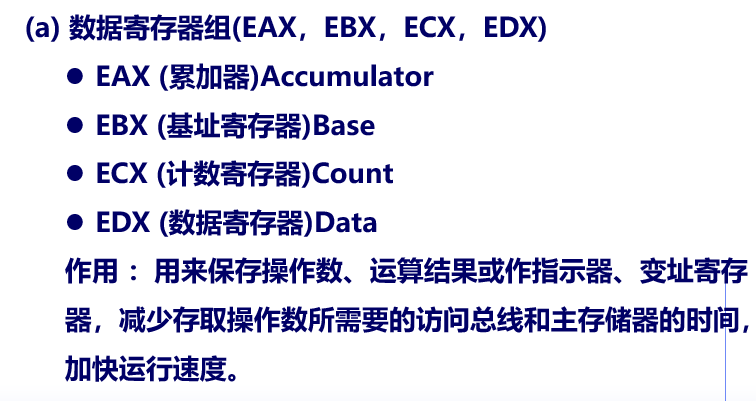 (a) 数据寄存器组(EAX，EBX，ECX，EDX)
● EAX (累加器)Accumulator
● EBX (基址寄存器)Base
● ECX (计数寄存器)Count
● EDX (数据寄存器)Data
作用 ：用来保存操作数、运算结果或作指示器、变址寄存
器，减少存取操作数所需要的访问总线和主存储器的时间，
加快运行速度。